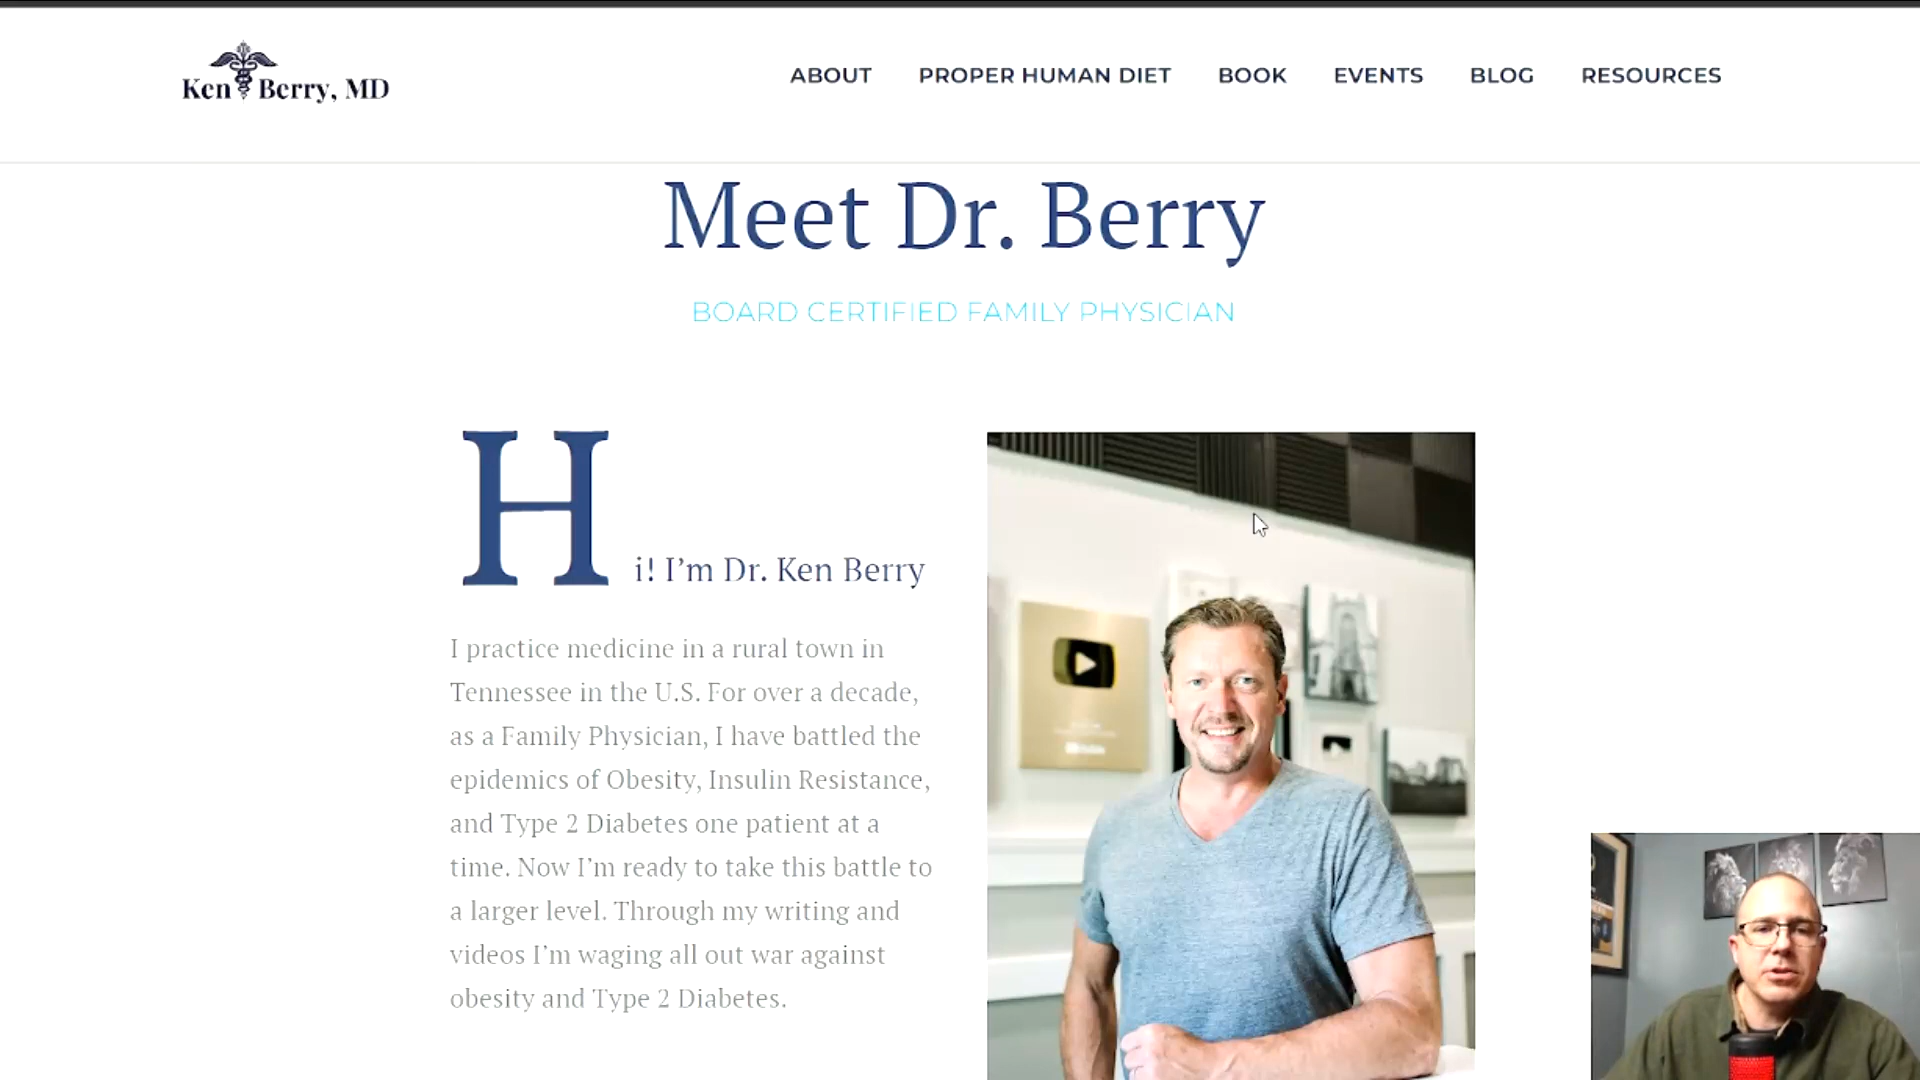 Ken Berry, MD
ABOUT PROPER HUMAN DIET BOOK EVENTS BLOG RESOURCES
Meet Dr. Berry
BOARD CERTIFIED FAMILY PHYSICIAN
Hi! I’m Dr. Ken Berry
I practice medicine in a rural town in
Tennessee in the U.S. For over a decade,
as a Family Physician, I have battled the
epidemics of Obesity, Insulin Resistance,
and Type 2 Diabetes one patient at a
time. Now I’m ready to take this battle to
a larger level. Through my writing and
videos I’m waging all out war against
obesity and Type 2 Diabetes.